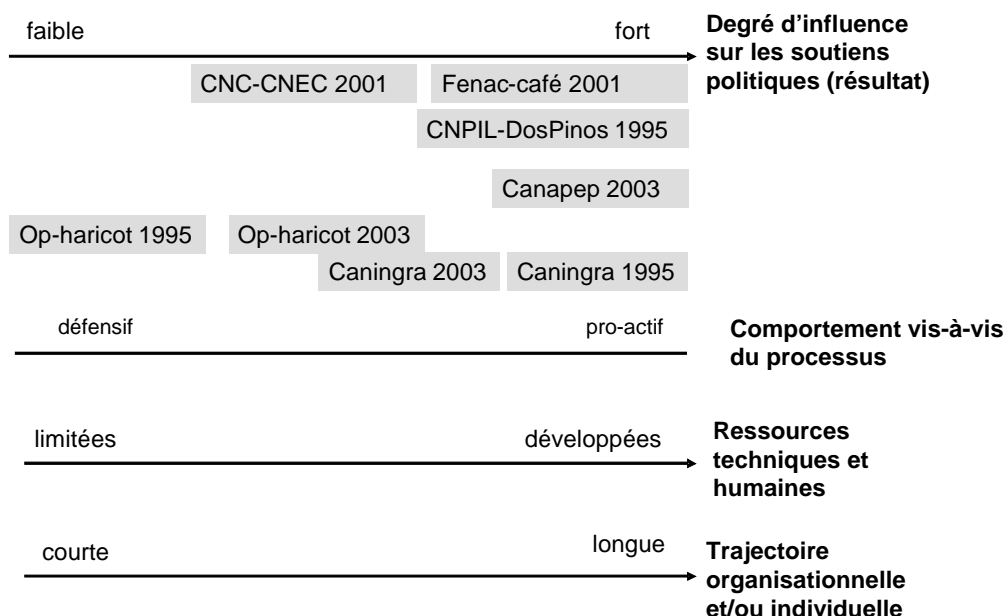 faible fort Degré d’influence
sur les soutiens
politiques (résultat)
CNC-CNEC 2001 Fenac-café 2001
CNPIL-DosPinos 1995
Canapep 2003
Op-haricot 1995 Op-haricot 2003
Caningra 2003 Caningra 1995
défensif pro-actif Comportement vis-à-vis
du processus
limitées développées Ressources
techniques et
humaines
courte longue Trajectoire
organisationnelle
et/ou individuelle